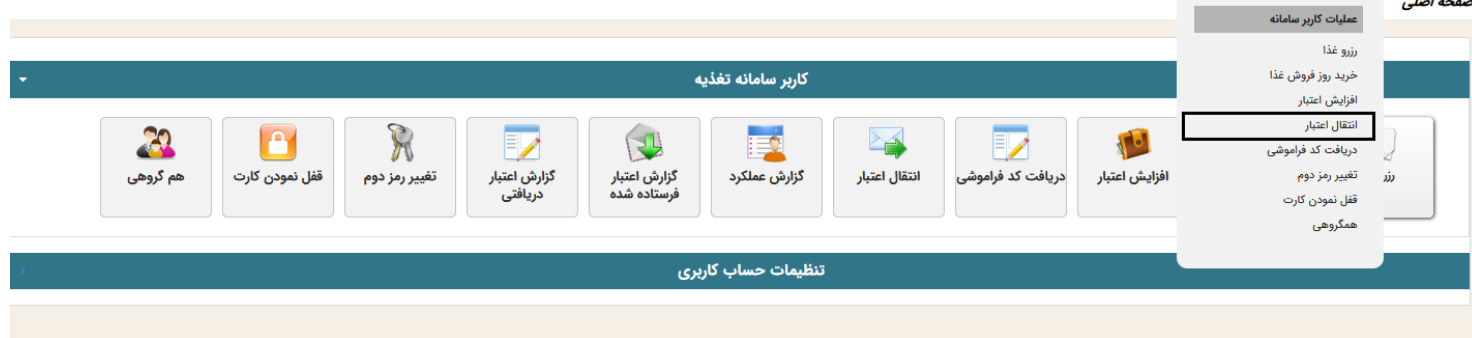 صفحه اصلی
عملیات کاربر سامانه
رزرو غذا
خرید روز فروش غذا
افزایش اعتبار
انتقال اعتبار
دریافت کد فراموشی
تغییر رمز دوم
قفل نمودن کارت
همگروهی
کاربر سامانه تغذیه
افزایش اعتبار
دریافت کد فراموشی
انتقال اعتبار
گزارش عملکرد
گزارش اعتبار
فرستاده شده
گزارش اعتبار
دریافتی
تغییر رمز دوم
قفل نمودن کارت
هم گروهی
تنظیمات حساب کاربری